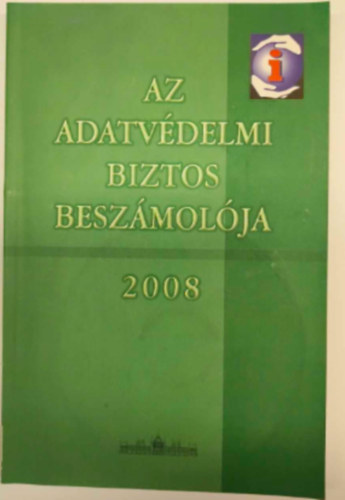 i
AZ
ADATVÉDELMI
BIZTOS
BESZÁMOLÓJA
2008